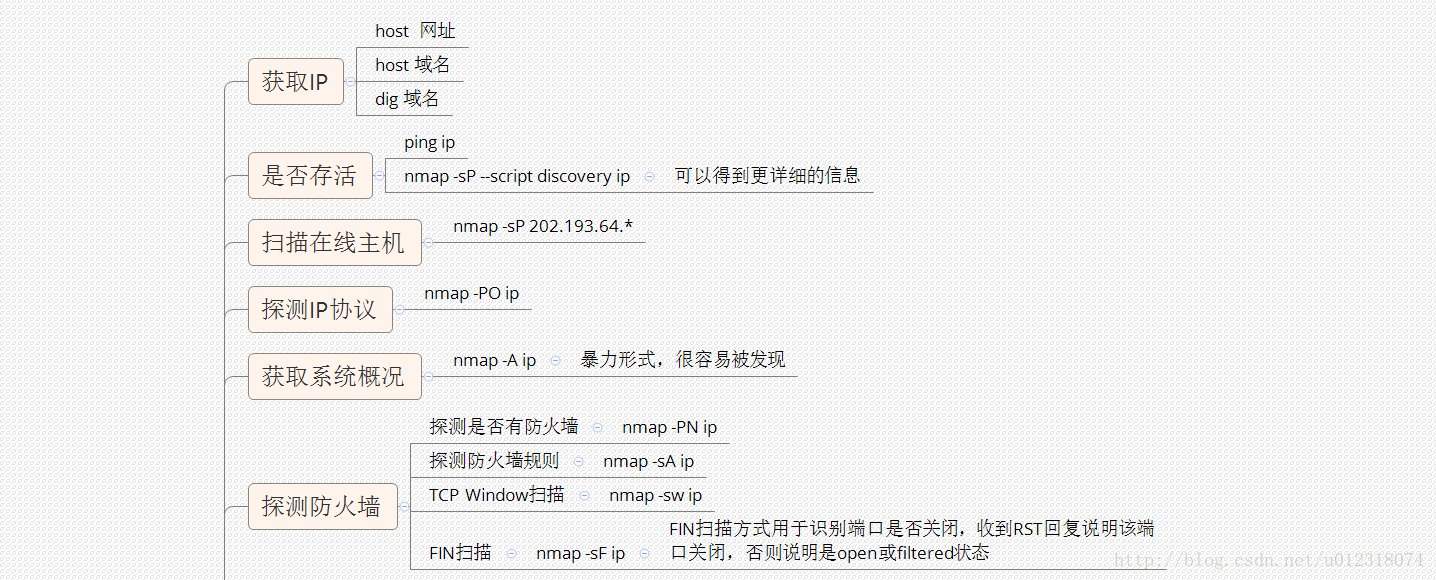 host 网址
获取IP
host 域名
dig 域名
ping ip
是否存活
nmap -sP --script discovery ip
可以得到更详细的信息
扫描在线主机
nmap -sP 202.193.64.*
探测IP协议
nmap -PO ip
获取系统概况
nmap -A ip
暴力形式，很容易被发现
探测防火墙
探测是否有防火墙
nmap -PN ip
探测防火墙规则
nmap -sA ip
TCP Window扫描
nmap -sw ip
FIN扫描
nmap -sF ip
FIN扫描方式用于识别端口是否关闭，收到RST回复说明该端
口关闭，否则说明是open或filtered状态
http://blog.csdn.net/u012318074